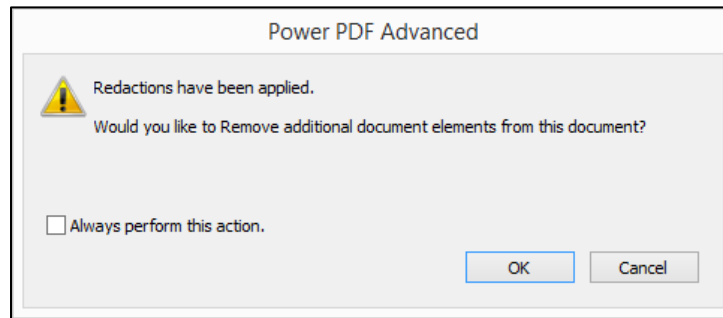 Power PDF Advanced
Redactions have been applied.
Would you like to Remove additional document elements from this document?
Always perform this action.
OK
Cancel